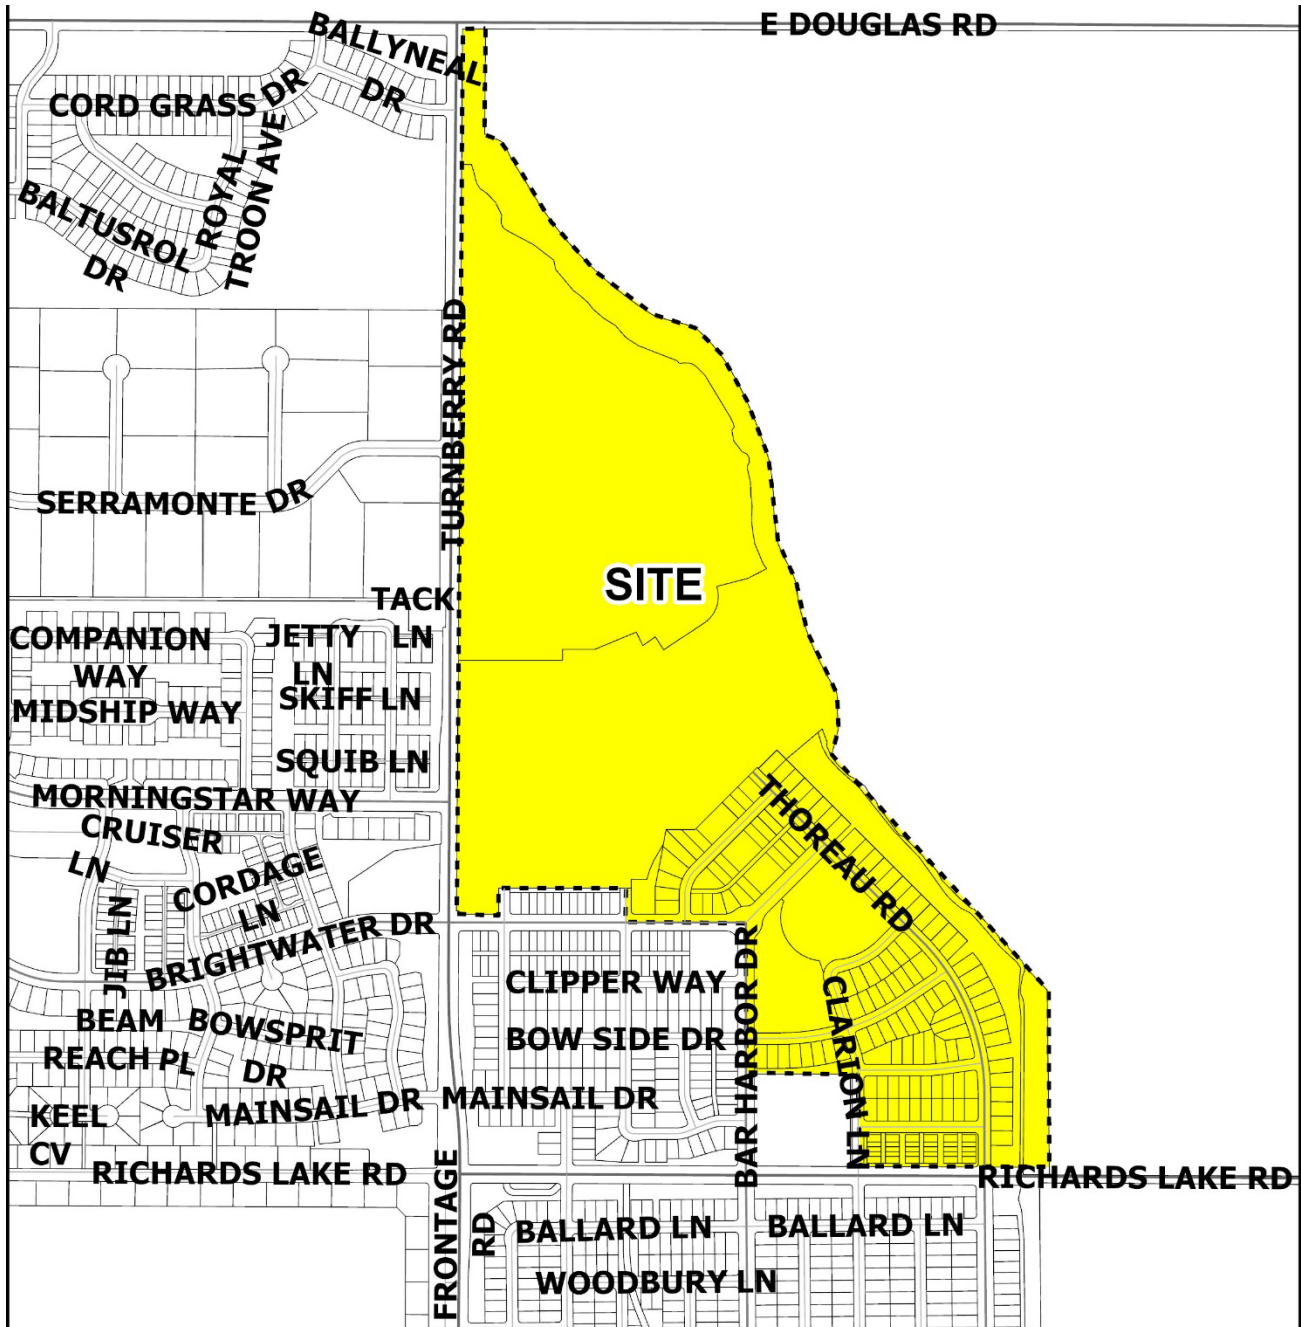 E DOUGLAS RD
BALLYNEAL
DR
CORD GRASS DR
ROYAL
TROON AVE
BALTUSROL
DR
TURNBERRY RD
SERRAMONTE DR
SITE
TACK
LN
COMPANION
WAY
JETTY
LN
MIDSHIP WAY
SKIFF LN
SQUIB LN
MORNINGSTAR WAY
CRUISER
LN
THOREAU RD
CORDAGE
LN
JIB LN
BRIGHTWATER DR
CLIPPER WAY
BAR HARBOR DR
CLARION LN
BEAM
REACH PL
BOWSPRIT
DR
BOW SIDE DR
KEEL
CV
MAINSAIL DR
MAINSAIL DR
RICHARDS LAKE RD
RICHARDS LAKE RD
FRONTAGE
RD
BALLARD LN
BALLARD LN
WOODBURY LN